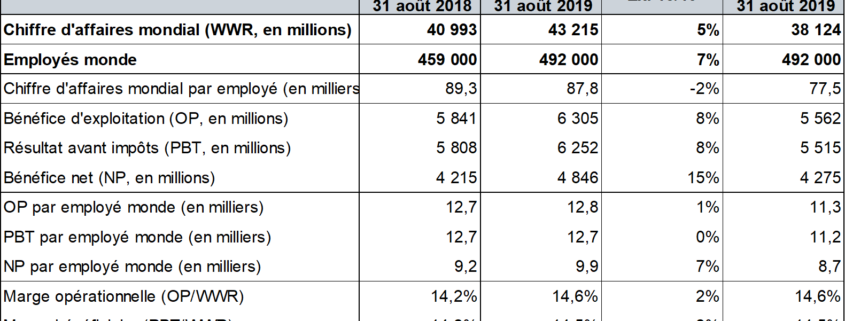 31 août 2018 31 août 2019 31 août 2019
Chiffre d'affaires mondial (WWR, en millions) 40 993 43 215 5% 38 124
Employés monde 459 000 492 000 7% 492 000
Chiffre d'affaires mondial par employé (en milliers 89,3 87,8 -2% 77,5
Bénéfice d'exploitation (OP, en millions) 5 841 6 305 8% 5 562
Résultat avant impôts (PBT, en millions) 5 808 6 252 8% 5 515
Bénéfice net (NP, en millions) 4 215 4 846 15% 4 275
OP par employé monde (en milliers) 12,7 12,8 1% 11,3
PBT par employé monde (en milliers) 12,7 12,7 0% 11,2
NP par employé monde (en milliers) 9,2 9,9 7% 8,7
Marge opérationnelle (OP/WWR) 14,2% 14,6% 2% 14,6%